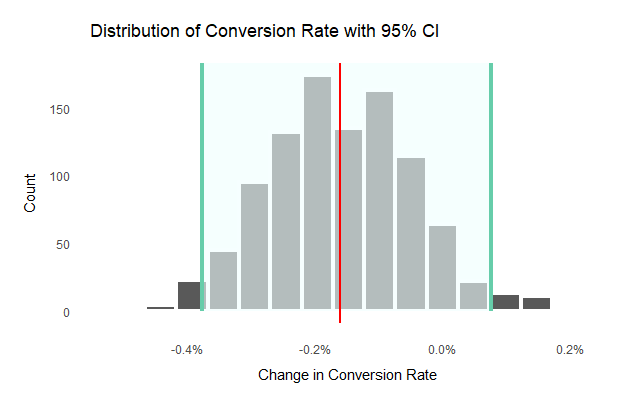 Distribution of Conversion Rate with 95% CI
150
100
50
0
Count
-0.4%
-0.2%
0.0%
0.2%
Change in Conversion Rate